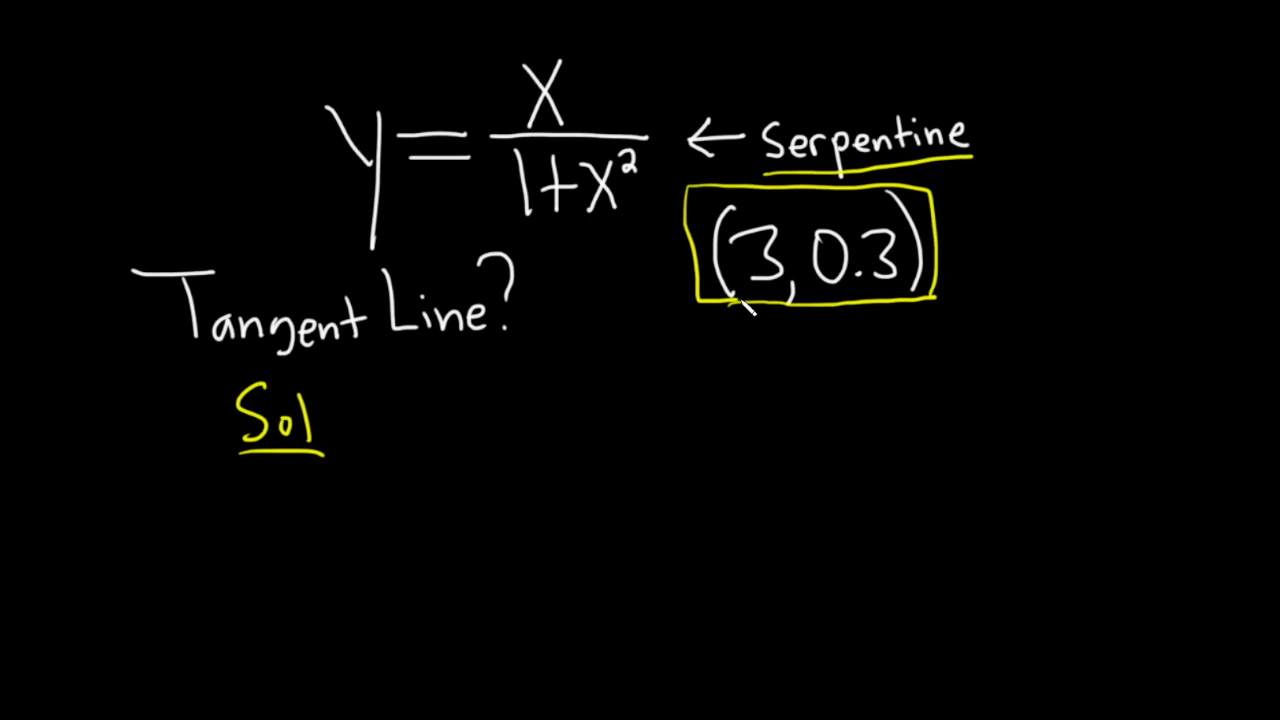 y = x / (1+x²) ← Serpentine
(3, 0.3)
Tangent Line?
Sol